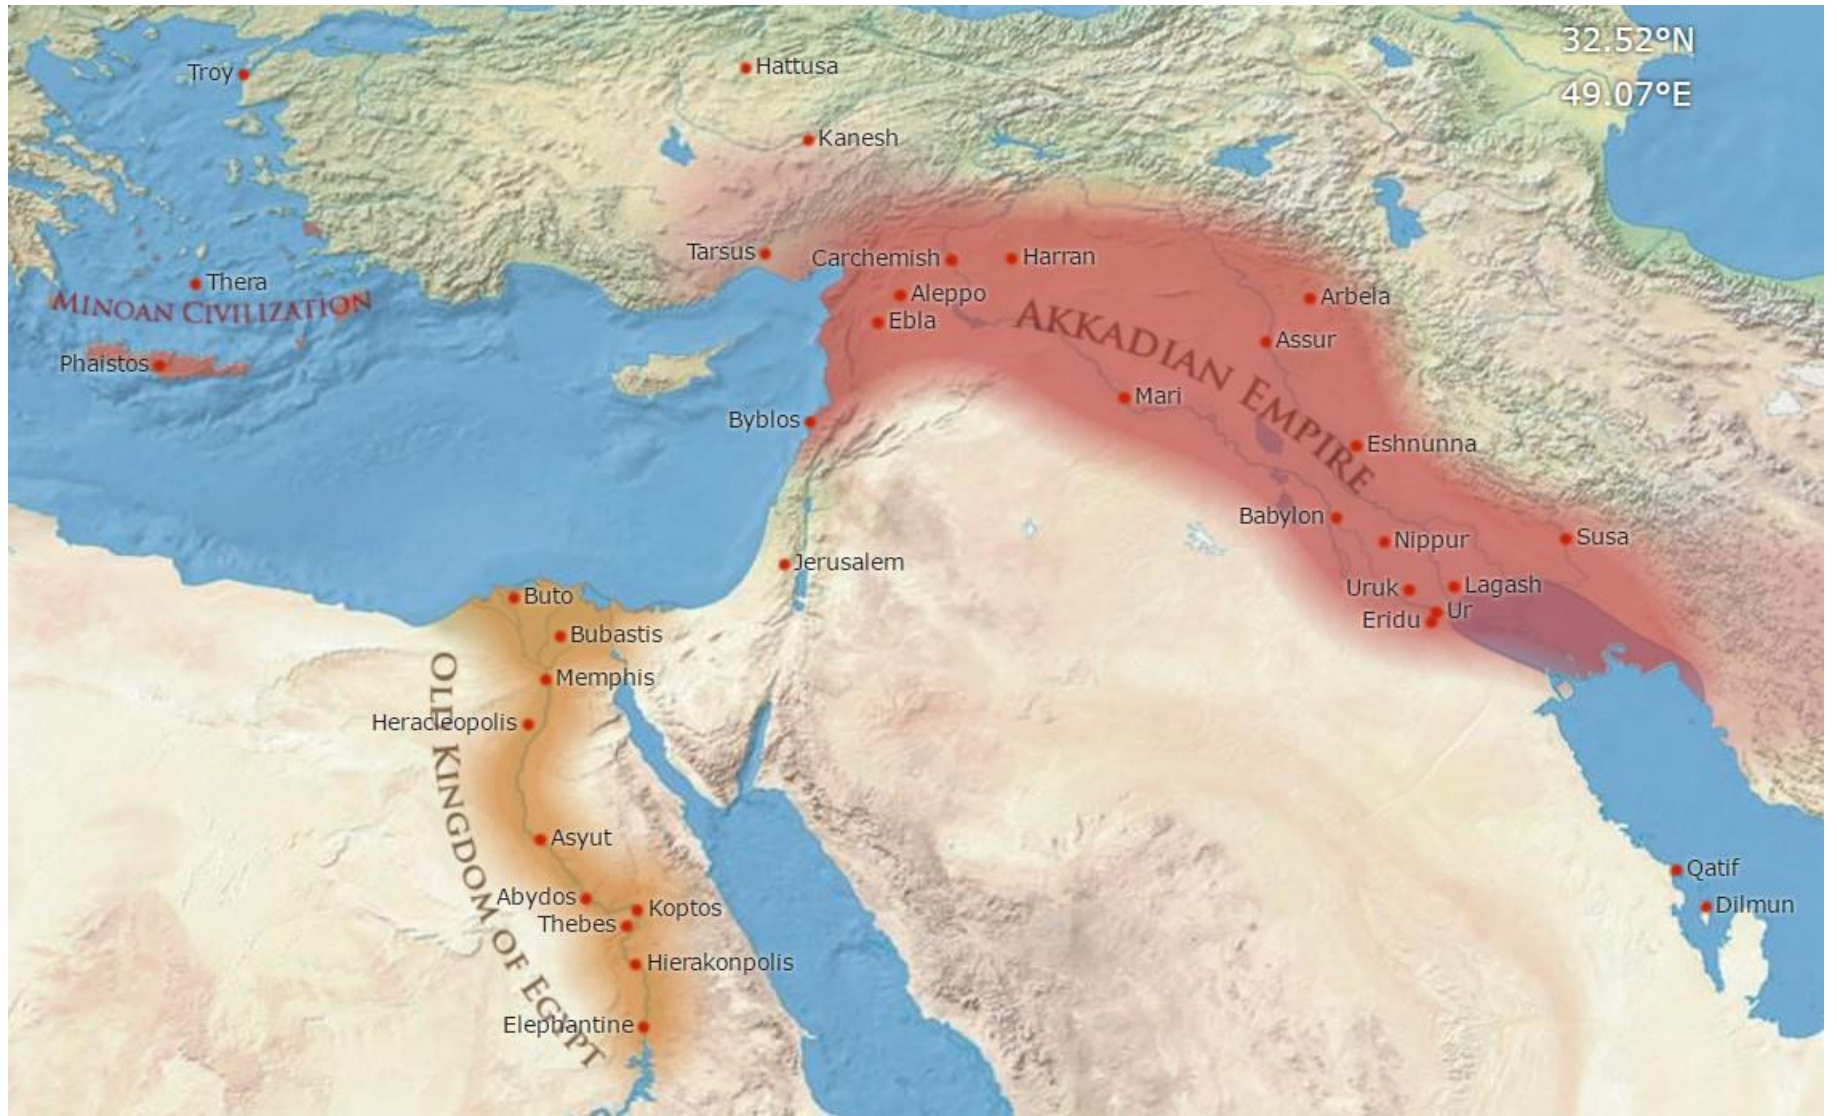 32.52°N
49.07°E
Troy
Hattusa
Kanesh
Tarsus
Carchemish
Harran
Thera
Aleppo
Arbela
MINOAN CIVILIZATION
Ebla
AKKADIAN EMPIRE
Assur
Phaistos
Mari
Byblos
Eshnunna
Babylon
Nippur
Susa
Jerusalem
Uruk
Lagash
Buto
Ur
Eridu
Bubastis
Memphis
Heracleopolis
OLD KINGDOM OF EGYPT
Asyut
Qatif
Abydos
Koptos
Dilmun
Thebes
Hierakonpolis
Elephantine